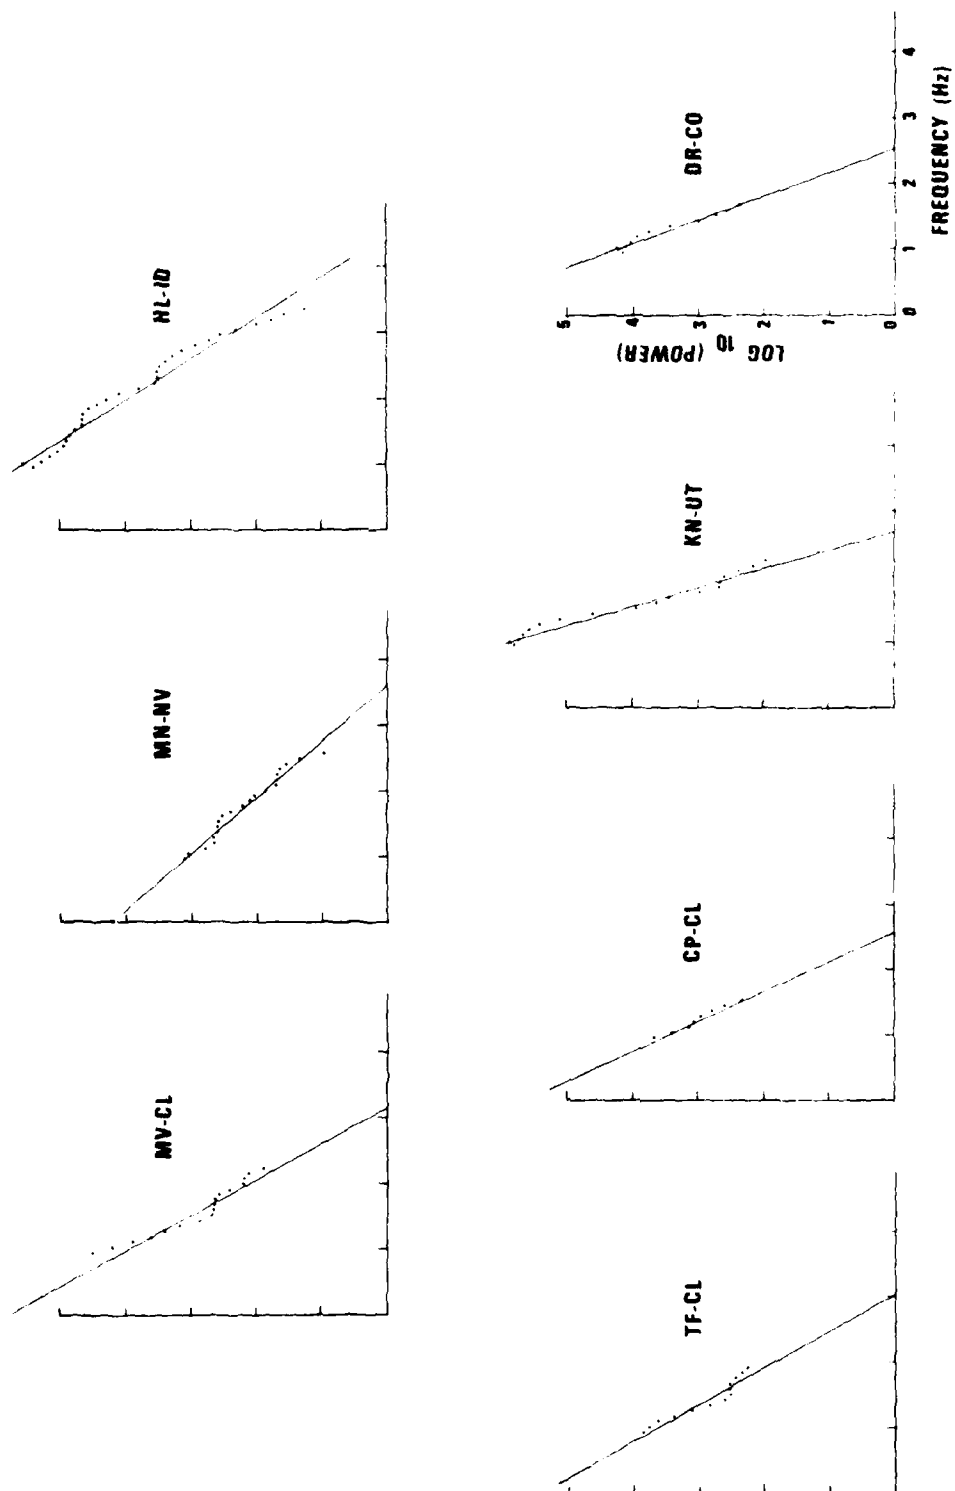 HL-ID
MN-NV
MV-CL
DR-CO
KN-UT
CP-CL
TF-CL
LOG 10 (POWER)
5
4
3
2
1
0
0
1
2
3
4
FREQUENCY (Hz)